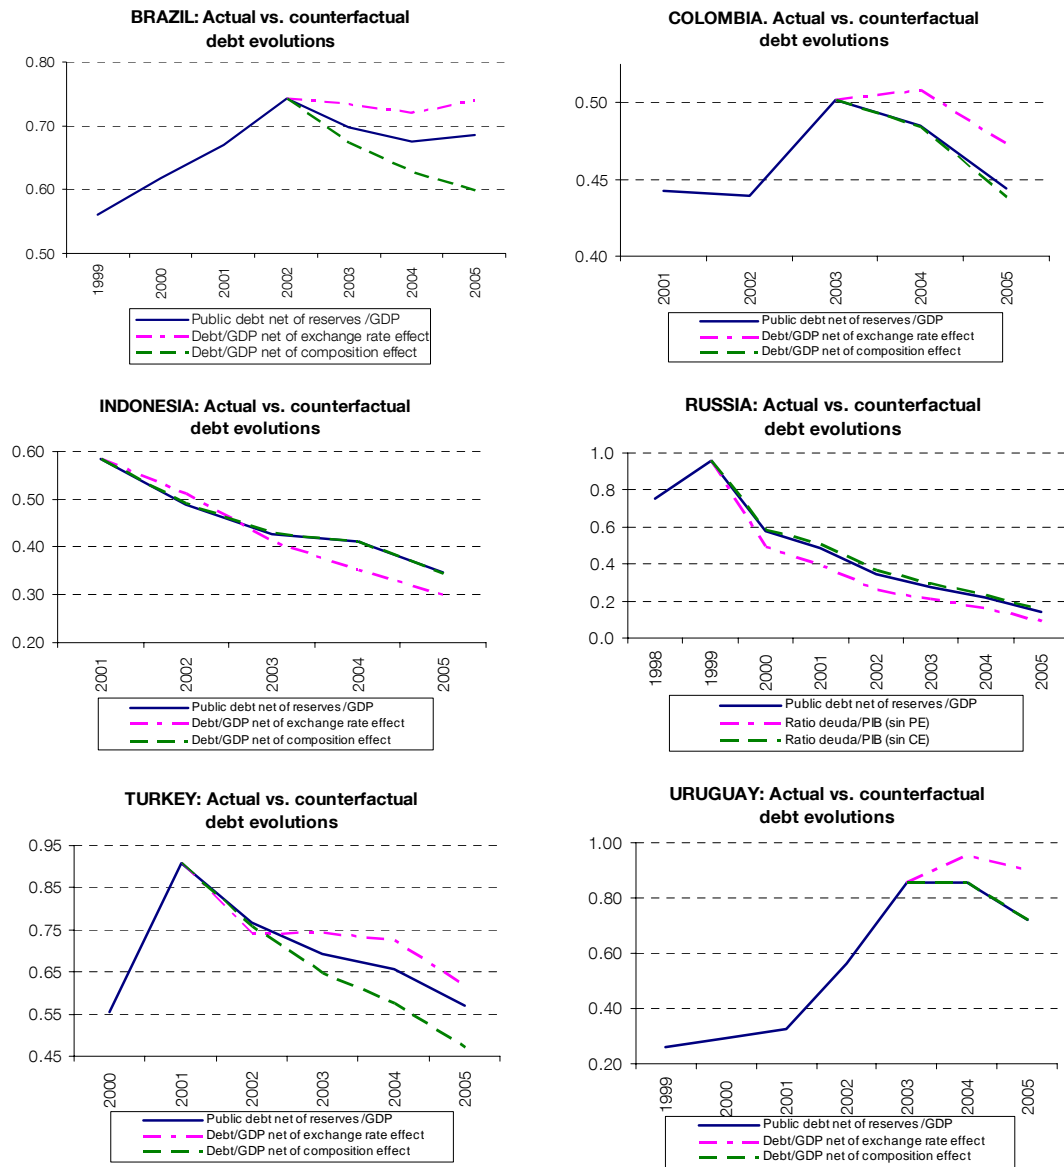 BRAZIL: Actual vs. counterfactual
debt evolutions
0.80
0.70
0.60
0.50
1999
2000
2001
2002
2003
2004
2005
Public debt net of reserves/GDP
Debt/GDP net of exchange rate effect
Debt/GDP net of composition effect
COLOMBIA. Actual vs. counterfactual
debt evolutions
0.50
0.45
0.40
2001
2002
2003
2004
2005
Public debt net of reserves/GDP
Debt/GDP net of exchange rate effect
Debt/GDP net of composition effect
INDONESIA: Actual vs. counterfactual
debt evolutions
0.60
0.50
0.40
0.30
0.20
2001
2002
2003
2004
2005
Public debt net of reserves/GDP
Debt/GDP net of exchange rate effect
Debt/GDP net of composition effect
RUSSIA: Actual vs. counterfactual
debt evolutions
1.0
0.8
0.6
0.4
0.2
0.0
1998
1999
2000
2001
2002
2003
2004
2005
Public debt net of reserves/GDP
Ratio deuda/PIB (sin PE)
Ratio deuda/PIB (sin CE)
TURKEY: Actual vs. counterfactual
debt evolutions
0.95
0.85
0.75
0.65
0.55
0.45
2000
2001
2002
2003
2004
2005
Public debt net of reserves/GDP
Debt/GDP net of exchange rate effect
Debt/GDP net of composition effect
URUGUAY: Actual vs. counterfactual
debt evolutions
1.00
0.80
0.60
0.40
0.20
1999
2000
2001
2002
2003
2004
2005
Public debt net of reserves/GDP
Debt/GDP net of exchange rate effect
Debt/GDP net of composition effect